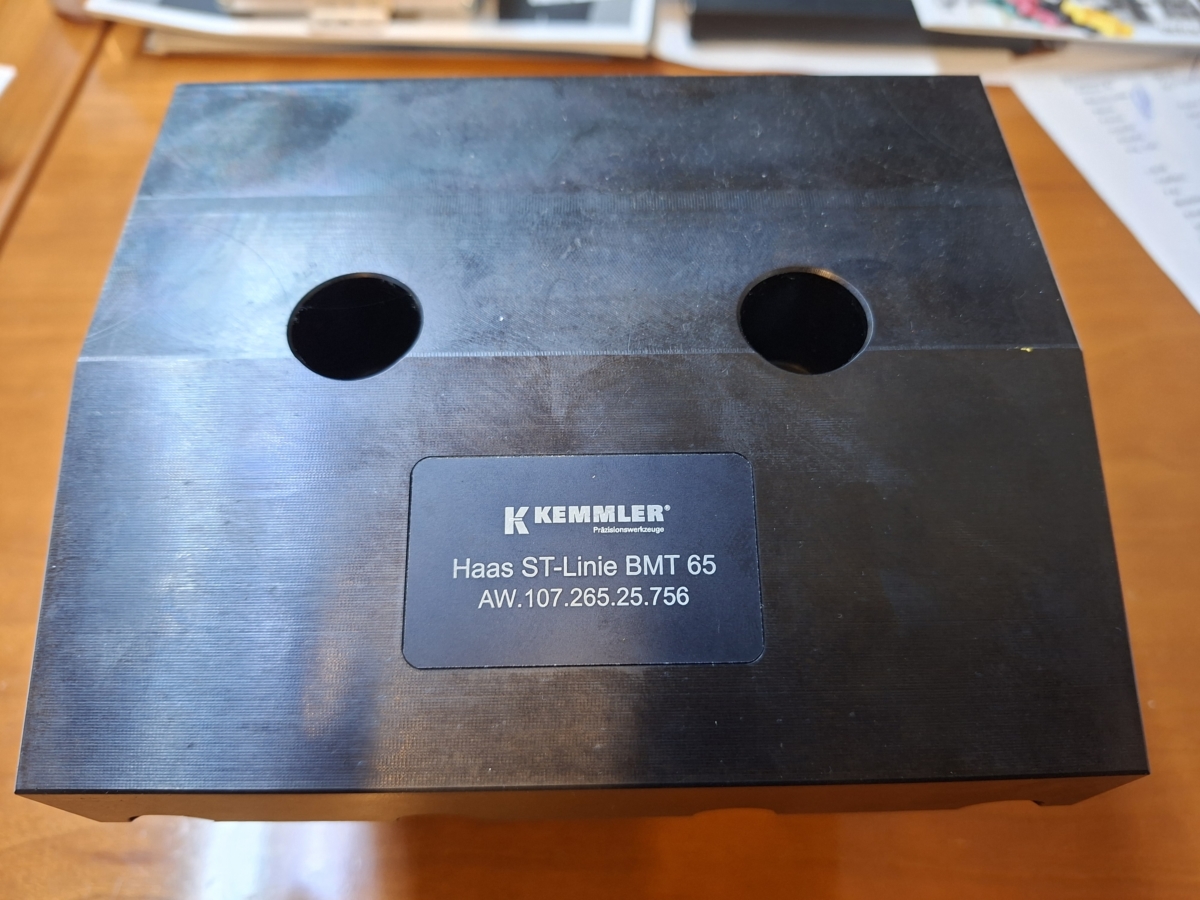 KEMMLER®
Präzisionswerkzeuge
Haas ST-Linie BMT 65
AW.107.265.25.756